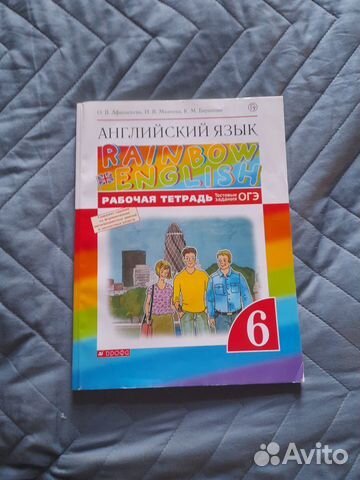 О. В. Афанасьева, И. В. Михеева, К. М. Баранова
АНГЛИЙСКИЙ ЯЗЫК
RAINBOW
ENGLISH
РАБОЧАЯ ТЕТРАДЬ
Тестовые
задания ОГЭ
дрофа
6
Avito